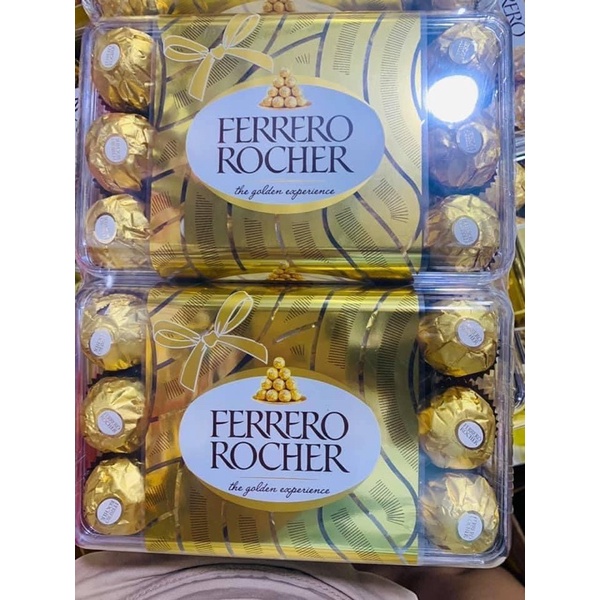 FERRERO
ROCHER
the golden experience
FERRERO
ROCHER
the golden experience